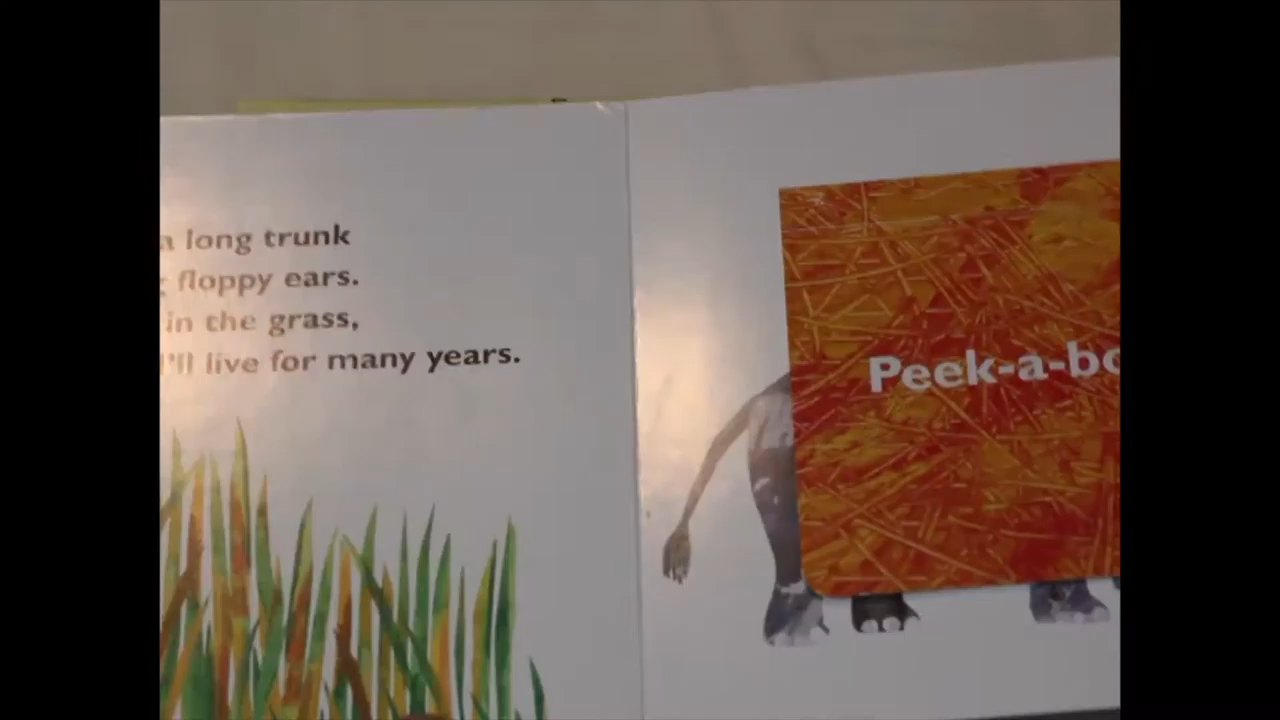 a long trunk
floppy ears.
in the grass,
I'll live for many years.
Peek-a-bo